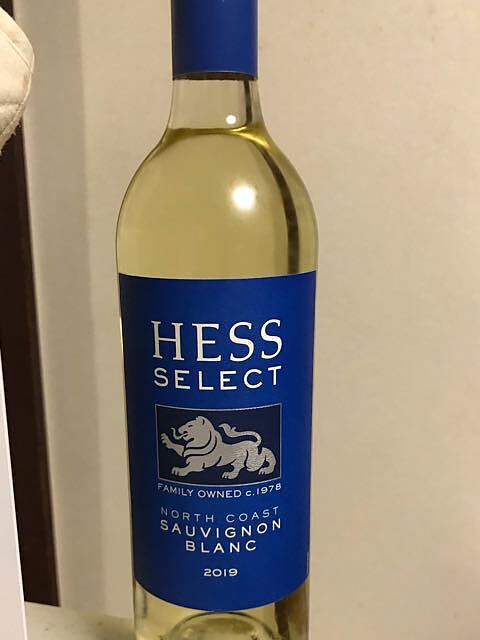 HESS
SELECT
FAMILY OWNED c.1978
NORTH COAST
SAUVIGNON
BLANC
2019